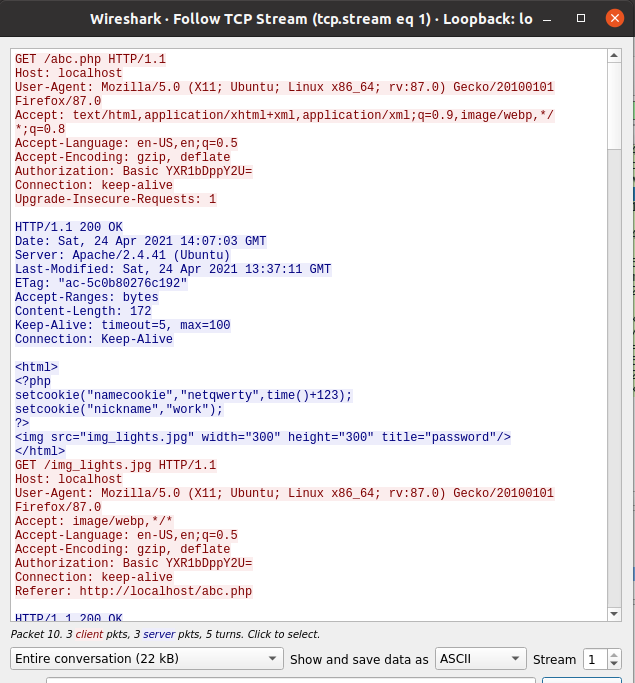 Wireshark · Follow TCP Stream (tcp.stream eq 1) · Loopback: lo
GET /abc.php HTTP/1.1
Host: localhost
User-Agent: Mozilla/5.0 (X11; Ubuntu; Linux x86_64; rv:87.0) Gecko/20100101
Firefox/87.0
Accept: text/html,application/xhtml+xml,application/xml;q=0.9,image/webp,*/
*;q=0.8
Accept-Language: en-US,en;q=0.5
Accept-Encoding: gzip, deflate
Authorization: Basic YXR1bDppY2U=
Connection: keep-alive
Upgrade-Insecure-Requests: 1
HTTP/1.1 200 OK
Date: Sat, 24 Apr 2021 14:07:03 GMT
Server: Apache/2.4.41 (Ubuntu)
Last-Modified: Sat, 24 Apr 2021 13:37:11 GMT
ETag: "ac-5c0b80276c192"
Accept-Ranges: bytes
Content-Length: 172
Keep-Alive: timeout=5, max=100
Connection: Keep-Alive
<html>
<?php
setcookie("namecookie","netqwerty",time()+123);
setcookie("nickname","work");
?>
<img src="img_lights.jpg" width="300" height="300" title="password"/>
</html>
GET /img_lights.jpg HTTP/1.1
Host: localhost
User-Agent: Mozilla/5.0 (X11; Ubuntu; Linux x86_64; rv:87.0) Gecko/20100101
Firefox/87.0
Accept: image/webp,*/*
Accept-Language: en-US,en;q=0.5
Accept-Encoding: gzip, deflate
Authorization: Basic YXR1bDppY2U=
Connection: keep-alive
Referer: http://localhost/abc.php
HTTP/1.1 200 OK
Packet 10. 3 client pkts, 3 server pkts, 5 turns. Click to select.
Entire conversation (22 kB) Show and save data as ASCII Stream 1